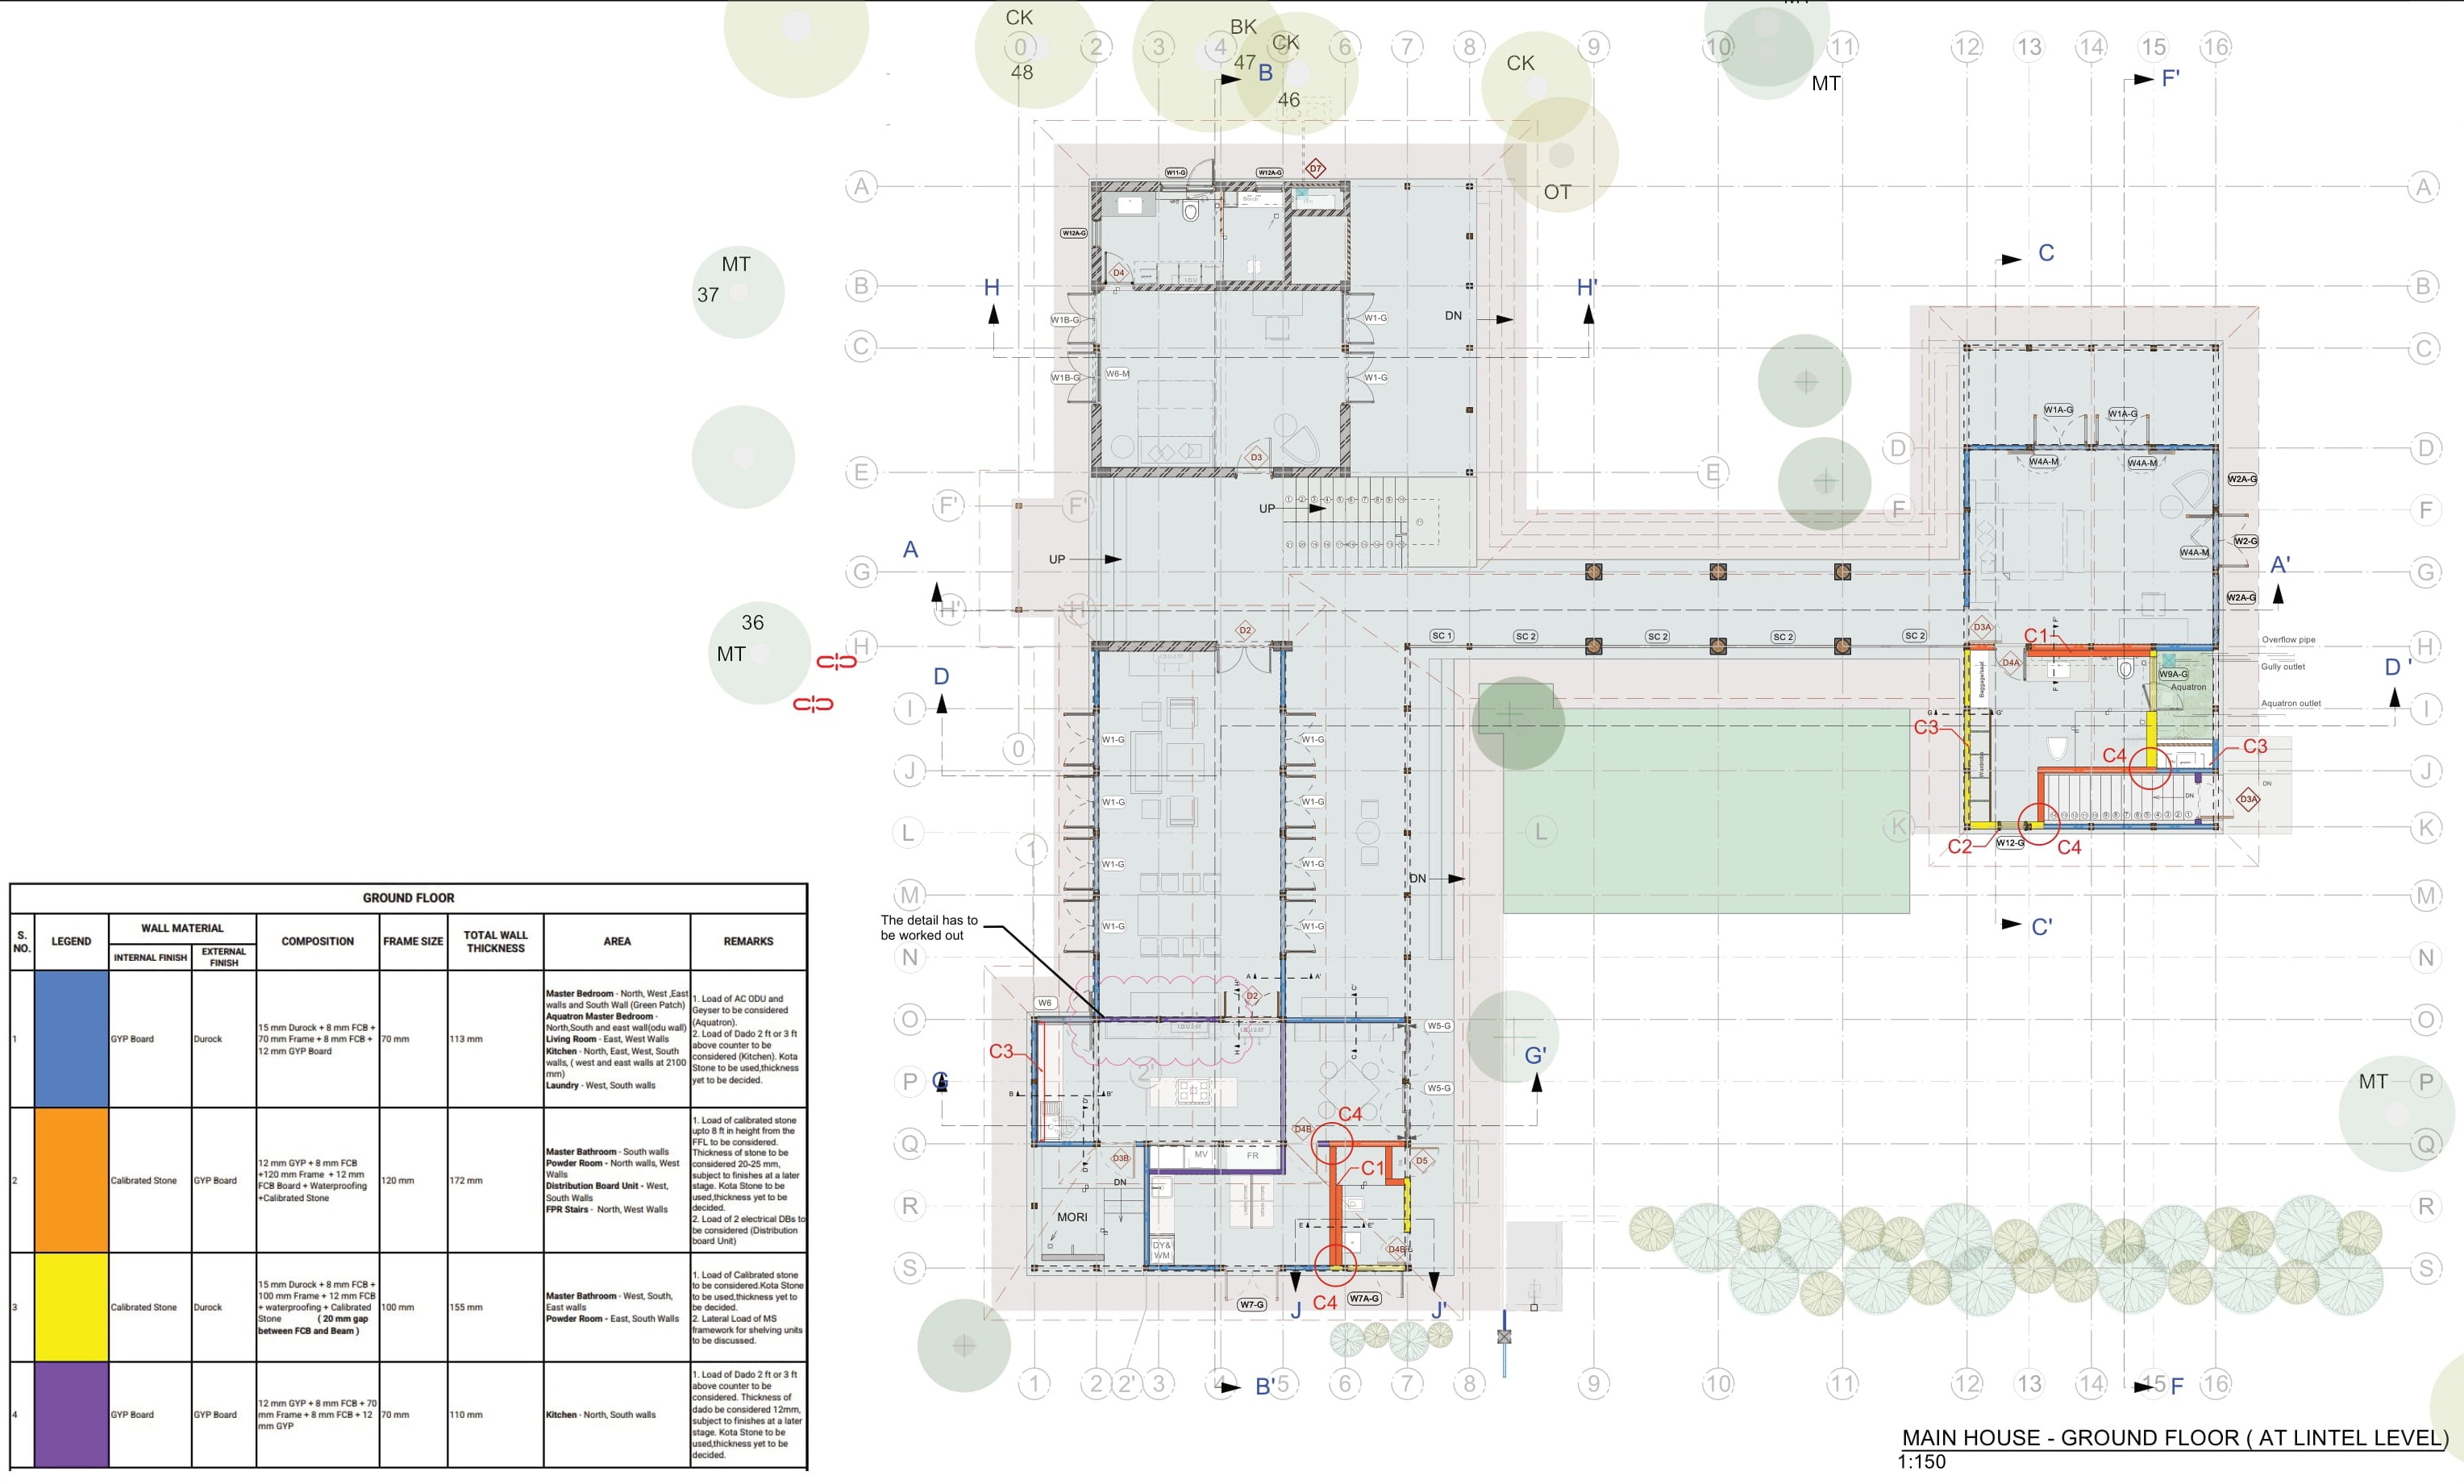 CK
48
BK
47
CK
46
CK
OT
MT
MT
MT
37
36
MT
MT
0
2
3
4
5
6
7
8
9
10
11
12
13
14
15
16
B
F'
C
H
H'
A
A'
D
D '
G
G'
C'
J
J'
B'
F
A
B
C
E
F'
G
H'
H
I
J
L
M
N
O
P
Q
R
S
0
1
F'
H'
2'
E
D
F
K
L
A
B
C
D
F
G
H
I
J
K
M
N
O
P
Q
R
S
W11-G
W12A-G
D7
W12A-G
D4
W1B-G
W1-G
DN
W1B-G
W6-M
W1-G
D3
UP
UP
D2
SC 1
SC 2
SC 2
SC 2
SC 2
W1A-G
W1A-G
W4A-M
W4A-M
W2A-G
W2-G
W4A-M
W2A-G
D3A
C1
D4A
Overflow pipe
Gully outlet
W9A-G
Aquatron
Aquatron outlet
Baggage/seat
Wardrobe
C3
C4
C3
DN
DN
D3A
C2
W12-G
C4
W1-G
W1-G
W1-G
W1-G
W1-G
W1-G
W1-G
W1-G
DN
The detail has to
be worked out
D2
W6
W5-G
C3
W5-G
C4
D4B
D3B
MV
FR
C1
D5
DN
MORI
DY&
WM
D4B
W7-G
C4
W7A-G
1
2
2'
3
4
5
6
7
8
9
10
11
12
13
14
15
16
GROUND FLOOR
S. NO.
LEGEND
WALL MATERIAL
INTERNAL FINISH
EXTERNAL FINISH
COMPOSITION
FRAME SIZE
TOTAL WALL THICKNESS
AREA
REMARKS
1
GYP Board
Durock
15 mm Durock + 8 mm FCB +
70 mm Frame + 8 mm FCB +
12 mm GYP Board
70 mm
113 mm
Master Bedroom - North, West ,East
walls and South Wall (Green Patch)
Aquatron Master Bedroom -
North,South and east wall(odu wall)
Living Room - East, West Walls
Kitchen - North, East, West, South
walls, ( west and east walls at 2100
mm)
Laundry - West, South walls
1. Load of AC ODU and
Geyser to be considered
(Aquatron).
2. Load of Dado 2 ft or 3 ft
above counter to be
considered (Kitchen). Kota
Stone to be used,thickness
yet to be decided.
2
Calibrated Stone
GYP Board
12 mm GYP + 8 mm FCB
+120 mm Frame + 12 mm
FCB Board + Waterproofing
+Calibrated Stone
120 mm
172 mm
Master Bathroom - South walls
Powder Room - North walls, West
Walls
Distribution Board Unit - West,
South Walls
FPR Stairs - North, West Walls
1. Load of calibrated stone
upto 8 ft in height from the
FFL to be considered.
Thickness of stone to be
considered 20-25 mm,
subject to finishes at a later
stage. Kota Stone to be
used,thickness yet to be
decided.
2. Load of 2 electrical DBs to
be considered (Distribution
board Unit)
3
Calibrated Stone
Durock
15 mm Durock + 8 mm FCB +
100 mm Frame + 12 mm FCB
+ waterproofing + Calibrated
Stone ( 20 mm gap
between FCB and Beam )
100 mm
155 mm
Master Bathroom - West, South,
East walls
Powder Room - East, South Walls
1. Load of Calibrated stone
to be considered.Kota Stone
to be used,thickness yet to
be decided.
2. Lateral Load of MS
framework for shelving units
to be discussed.
4
GYP Board
GYP Board
12 mm GYP + 8 mm FCB + 70
mm Frame + 8 mm FCB + 12
mm GYP
70 mm
110 mm
Kitchen - North, South walls
1. Load of Dado 2 ft or 3 ft
above counter to be
considered. Thickness of
dado be considered 12mm,
subject to finishes at a later
stage. Kota Stone to be
used,thickness yet to be
decided.
MAIN HOUSE - GROUND FLOOR ( AT LINTEL LEVEL)
1:150